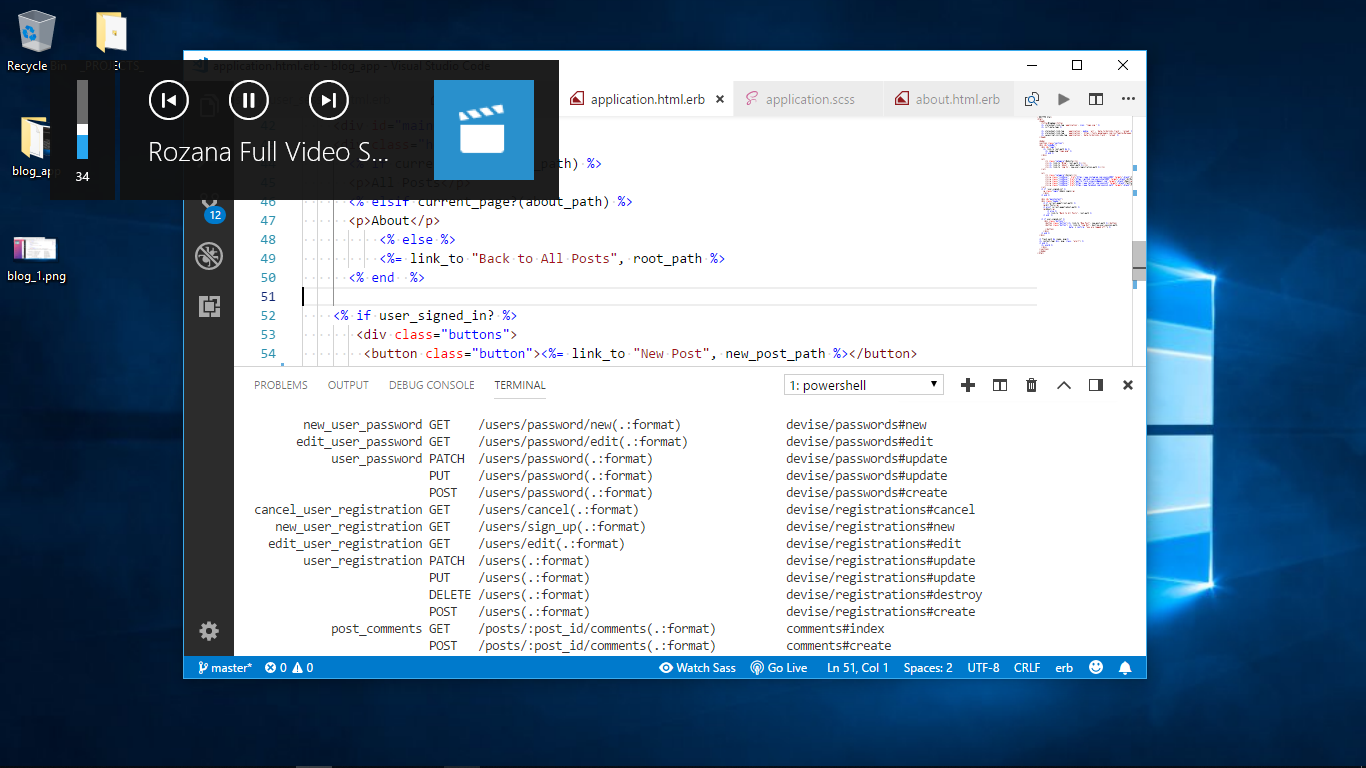 Recycle Bin
_PROJECTS_
blog_app
blog_1.png
application.html.erb - blog_app - Visual Studio Code
34
Rozana Full Video S...
12
application.html.erb
application.scss
about.html.erb
<div id="main
<p>All Posts</p>
46 <% elsif current_page?(about_path) %>
47 <p>About</p>
48 <% else %>
49 <%= link_to "Back to All Posts", root_path %>
50 <% end  %>
51
52 <% if user_signed_in? %>
53 <div class="buttons">
54 <button class="button"><%= link_to "New Post", new_post_path %></button>
PROBLEMS OUTPUT DEBUG CONSOLE TERMINAL 1: powershell
new_user_password GET /users/password/new(.:format) devise/passwords#new
edit_user_password GET /users/password/edit(.:format) devise/passwords#edit
user_password PATCH /users/password(.:format) devise/passwords#update
PUT /users/password(.:format) devise/passwords#update
POST /users/password(.:format) devise/passwords#create
cancel_user_registration GET /users/cancel(.:format) devise/registrations#cancel
new_user_registration GET /users/sign_up(.:format) devise/registrations#new
edit_user_registration GET /users/edit(.:format) devise/registrations#edit
user_registration PATCH /users(.:format) devise/registrations#update
PUT /users(.:format) devise/registrations#update
DELETE /users(.:format) devise/registrations#destroy
POST /users(.:format) devise/registrations#create
post_comments GET /posts/:post_id/comments(.:format) comments#index
POST /posts/:post_id/comments(.:format) comments#create
master* 0 0 Watch Sass Go Live Ln 51, Col 1 Spaces: 2 UTF-8 CRLF erb